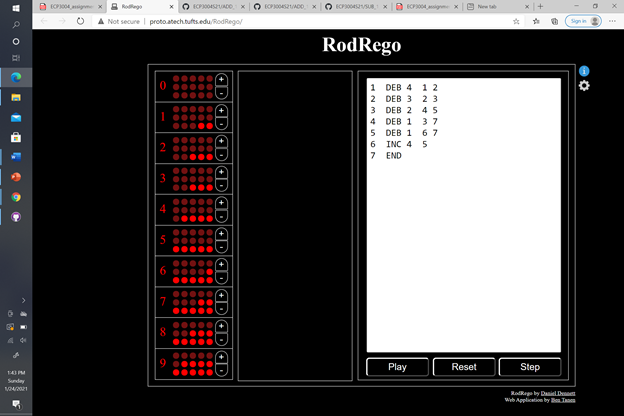 ECP3004_assignme
RodRego
ECP3004S21/ADD_
ECP3004S21/ADD_
ECP3004S21/SUB_
ECP3004_assignme
New tab
Not secure | proto.atech.tufts.edu/RodRego/
Sign in
RodRego
0 + -
1 + -
2 + -
3 + -
4 + -
5 + -
6 + -
7 + -
8 + -
9 + -
1 DEB 4 1 2
2 DEB 3 2 3
3 DEB 2 4 5
4 DEB 1 3 7
5 DEB 1 6 7
6 INC 4 5
7 END
Play Reset Step
RodRego by Daniel Dennett
Web Application by Ben Tanen
1:43 PM
Sunday
1/24/2021